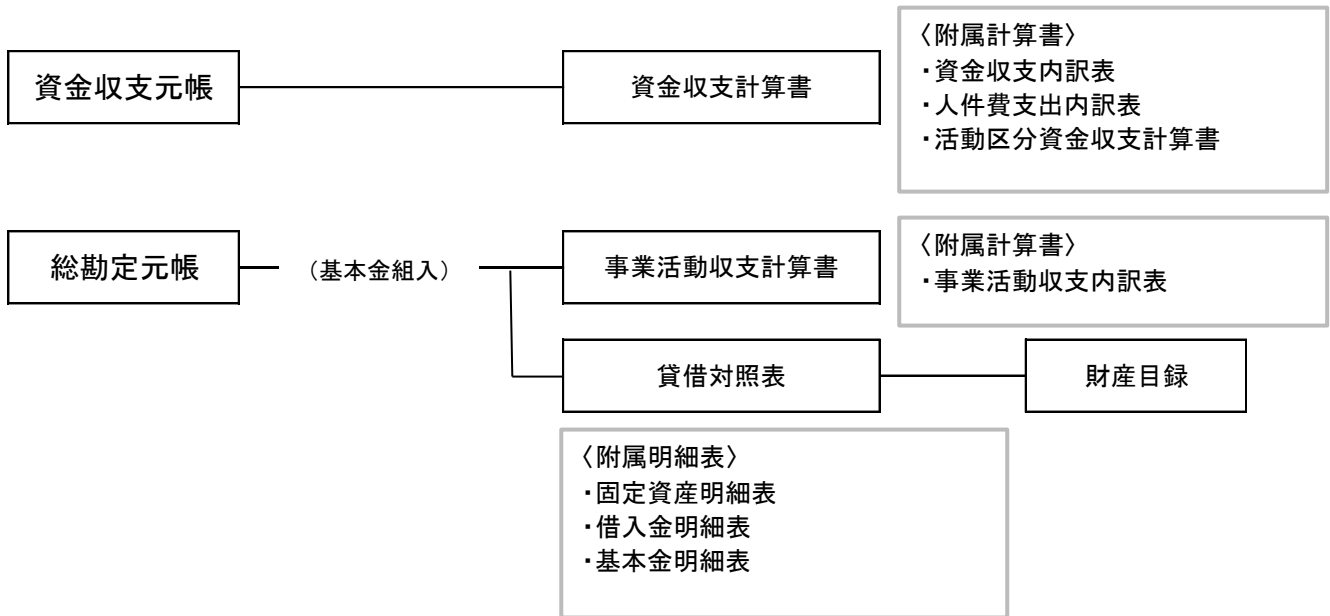 資金収支元帳
資金収支計算書
〈附属計算書〉
・資金収支内訳表
・人件費支出内訳表
・活動区分資金収支計算書
総勘定元帳
（基本金組入）
事業活動収支計算書
〈附属計算書〉
・事業活動収支内訳表
貸借対照表
財産目録
〈附属明細表〉
・固定資産明細表
・借入金明細表
・基本金明細表